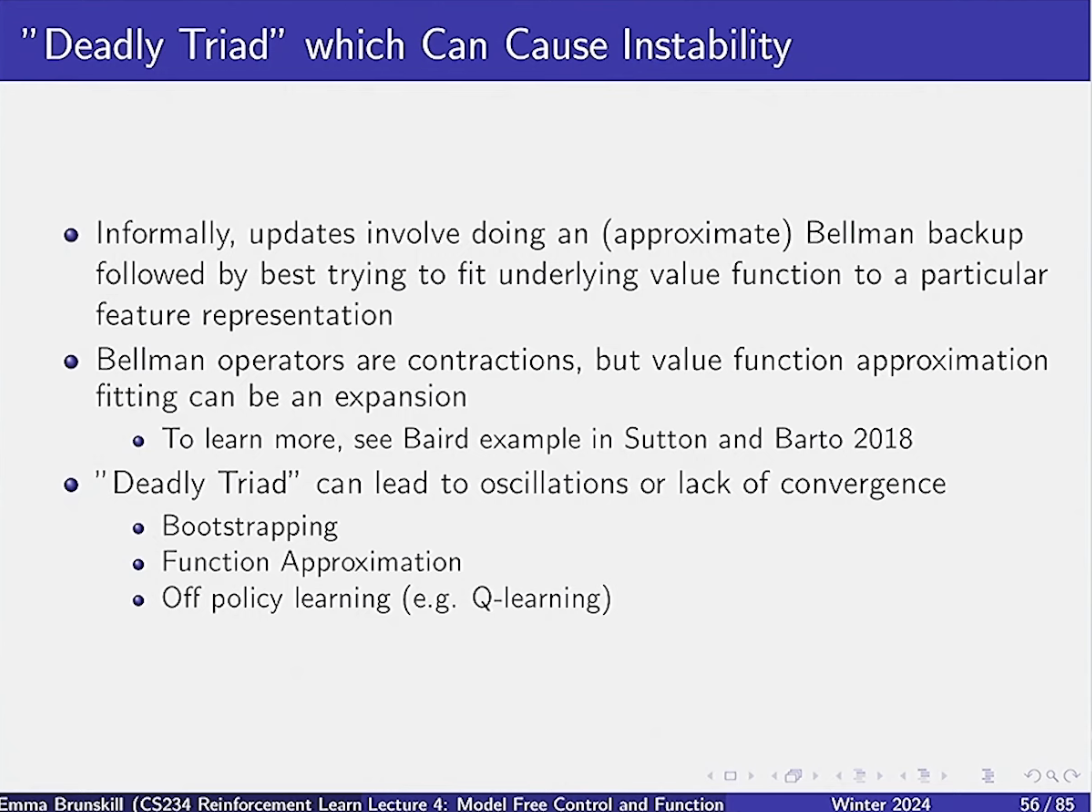 "Deadly Triad" which Can Cause Instability
Informally, updates involve doing an (approximate) Bellman backup
followed by best trying to fit underlying value function to a particular
feature representation
Bellman operators are contractions, but value function approximation
fitting can be an expansion
To learn more, see Baird example in Sutton and Barto 2018
"Deadly Triad" can lead to oscillations or lack of convergence
Bootstrapping
Function Approximation
Off policy learning (e.g. Q-learning)
Emma Brunskill (CS234 Reinforcement Learn Lecture 4: Model Free Control and Function Winter 2024 56 / 85